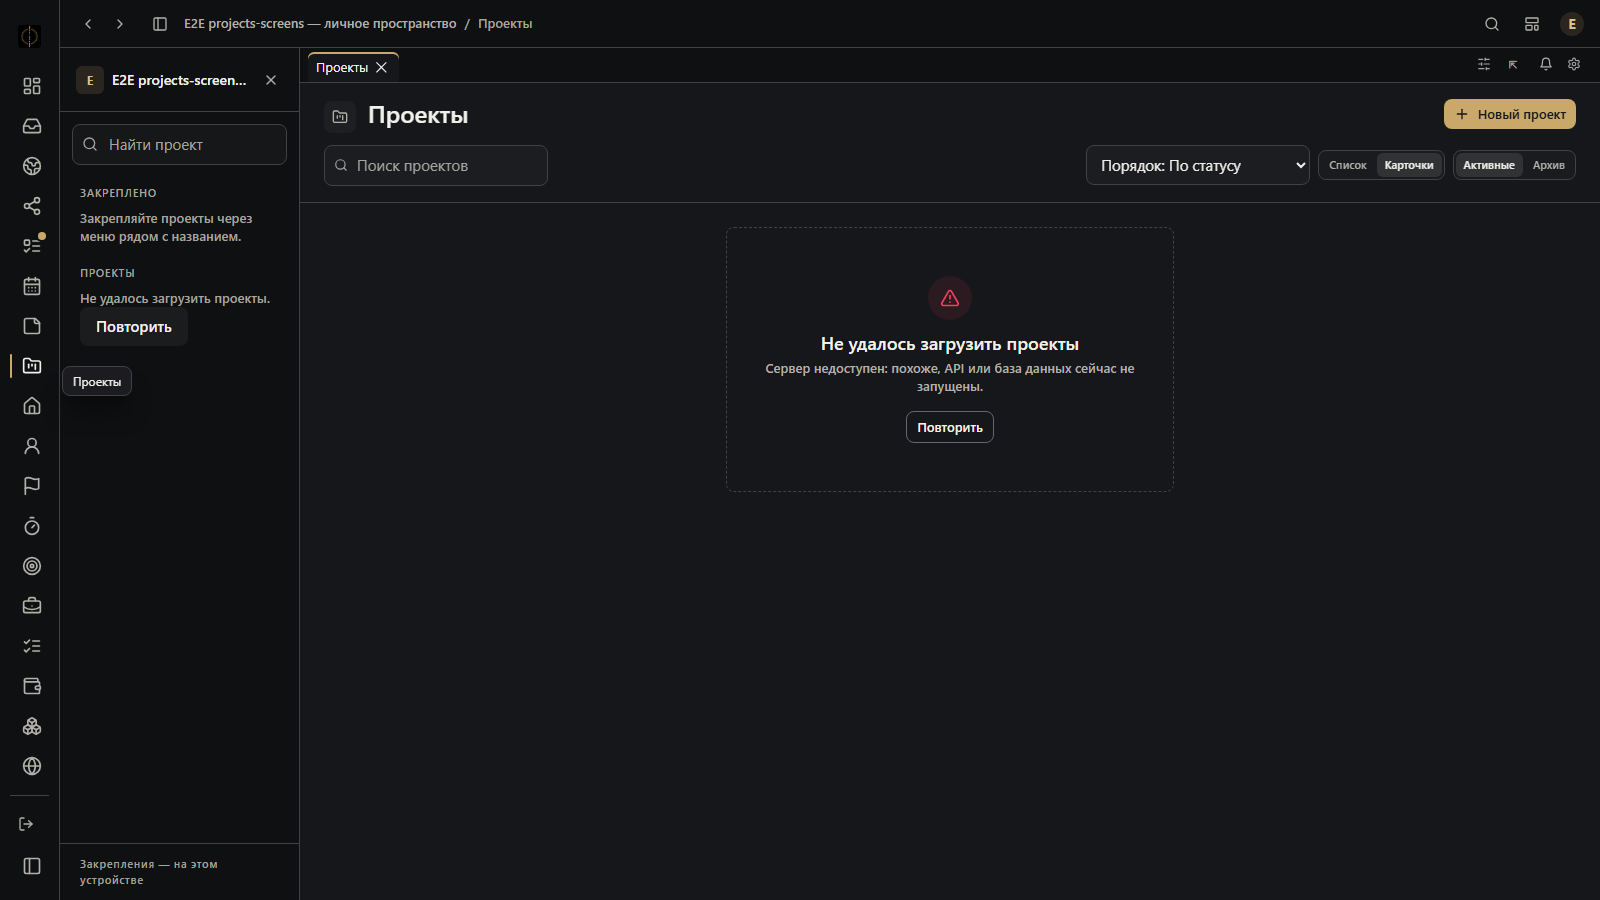 E2E projects-screens — личное пространство / Проекты
E
E
E2E projects-screen...
Найти проект
ЗАКРЕПЛЕНО
Закрепляйте проекты через
меню рядом с названием.
ПРОЕКТЫ
Не удалось загрузить проекты.
Повторить
Проекты
Закрепления — на этом
устройстве
Проекты
Проекты
Новый проект
Поиск проектов
Порядок: По статусу
Список
Карточки
Активные
Архив
Не удалось загрузить проекты
Сервер недоступен: похоже, API или база данных сейчас не
запущены.
Повторить